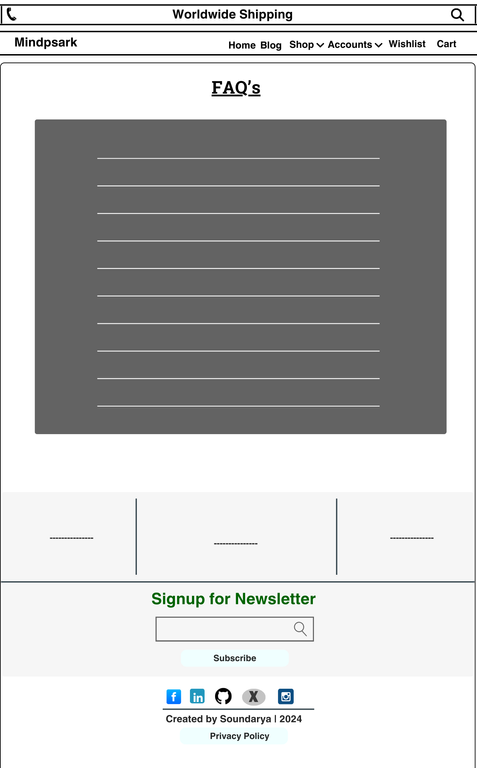 Worldwide Shipping
Mindpsark
Home Blog Shop Accounts Wishlist Cart
FAQ's
--------------- --------------- ---------------
Signup for Newsletter
Subscribe
Created by Soundarya | 2024
Privacy Policy